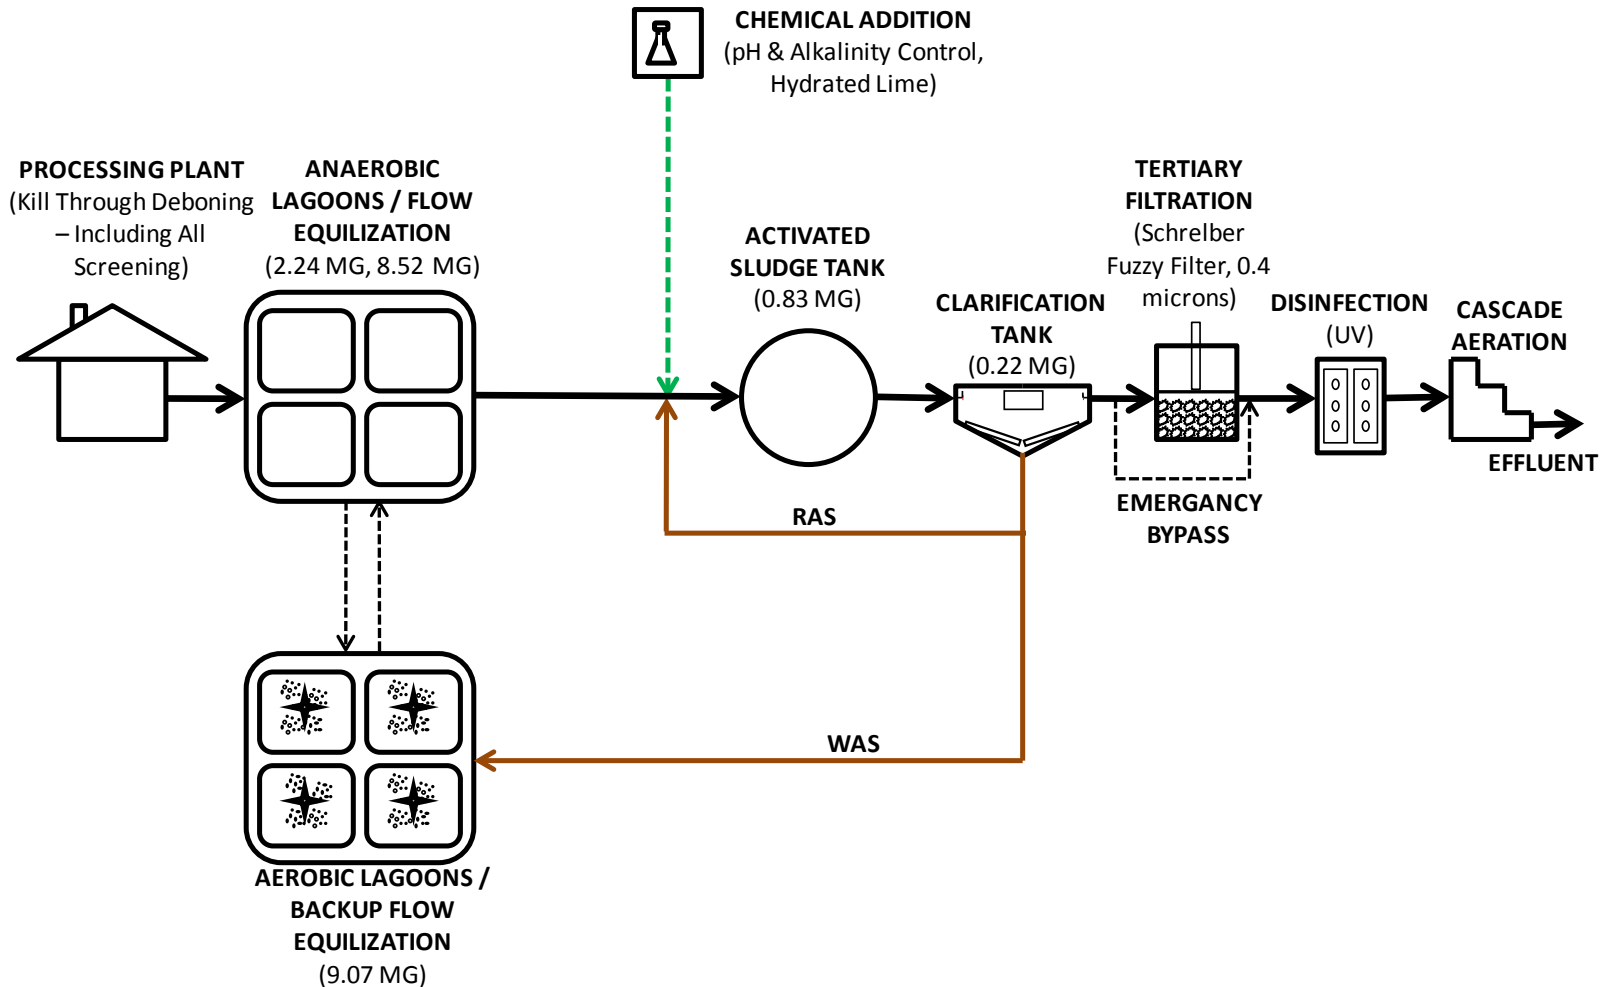 CHEMICAL ADDITION
(pH & Alkalinity Control,
Hydrated Lime)
PROCESSING PLANT
(Kill Through Deboning
– Including All
Screening)
ANAEROBIC
LAGOONS / FLOW
EQUILIZATION
(2.24 MG, 8.52 MG)
ACTIVATED
SLUDGE TANK
(0.83 MG)
CLARIFICATION
TANK
(0.22 MG)
TERTIARY
FILTRATION
(Schrelber
Fuzzy Filter, 0.4
microns)
DISINFECTION
(UV)
CASCADE
AERATION
EFFLUENT
EMERGANCY
BYPASS
RAS
WAS
AEROBIC LAGOONS /
BACKUP FLOW
EQUILIZATION
(9.07 MG)